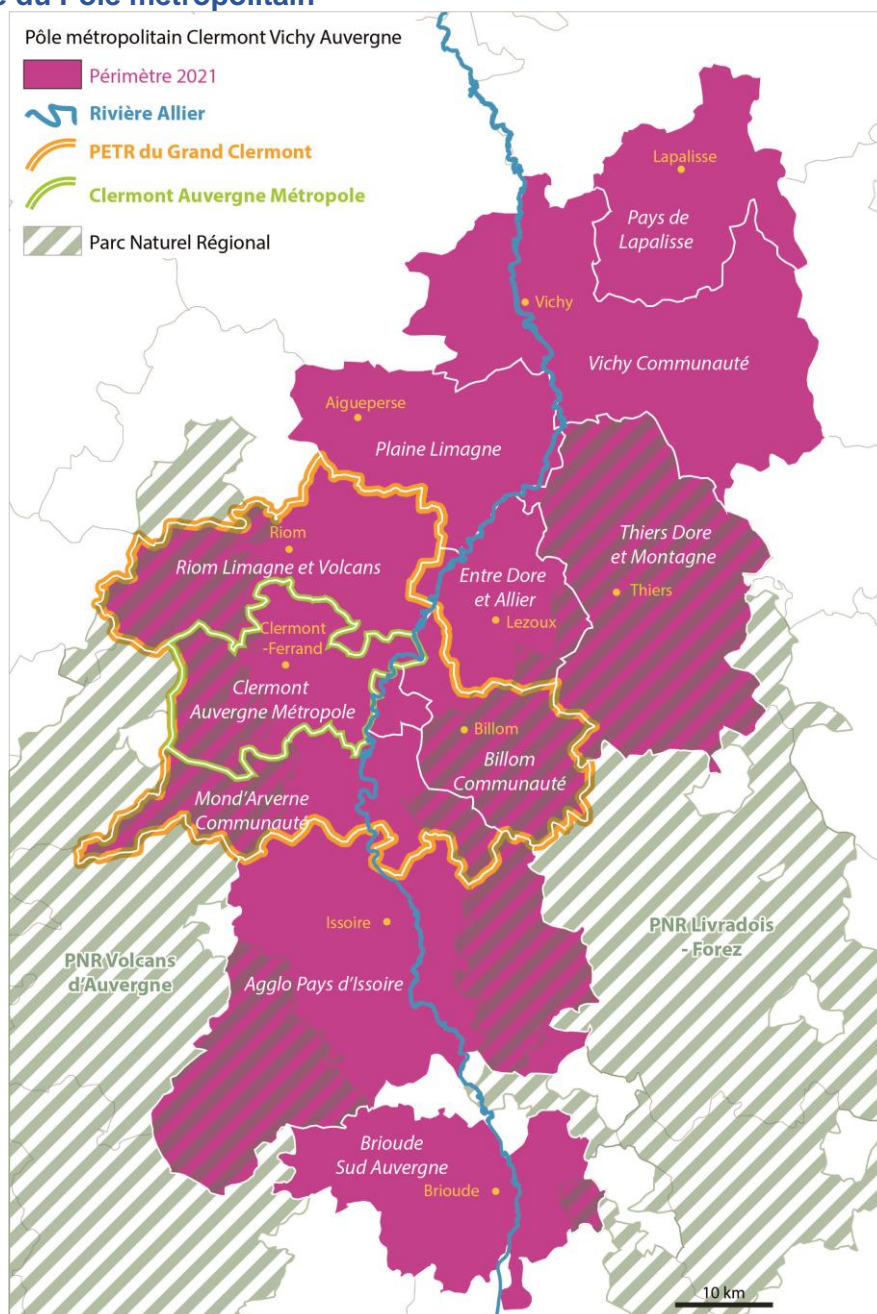 du Pôle métropolitain
Pôle métropolitain Clermont Vichy Auvergne
Périmètre 2021
Rivière Allier
PETR du Grand Clermont
Clermont Auvergne Métropole
Parc Naturel Régional
Lapalisse
Pays de
Lapalisse
Vichy
Vichy Communauté
Aigueperse
Plaine Limagne
Riom
Riom Limagne et Volcans
Thiers Dore
et Montagne
Entre Dore
et Allier
Thiers
Lezoux
Clermont
-Ferrand
Clermont
Auvergne Métropole
Billom
Billom
Communauté
Mond'Arverne
Communauté
Issoire
PNR Livradois
- Forez
PNR Volcans
d'Auvergne
Agglo Pays d'Issoire
Brioude
Sud Auvergne
Brioude
10 km